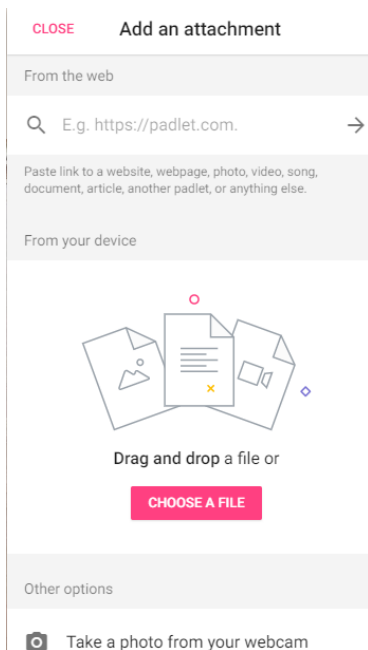 CLOSE Add an attachment
From the web
E.g. https://padlet.com.
Paste link to a website, webpage, photo, video, song,
document, article, another padlet, or anything else.
From your device
Drag and drop a file or
CHOOSE A FILE
Other options
Take a photo from your webcam